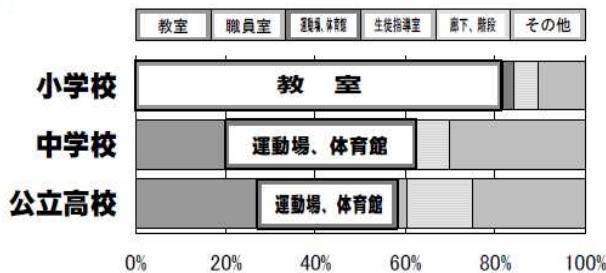 教室 職員室 運動場、体育館 生徒指導室 廊下、階段 その他
小学校 教 室
中学校 運動場、体育館
公立高校 運動場、体育館
0% 20% 40% 60% 80% 100%